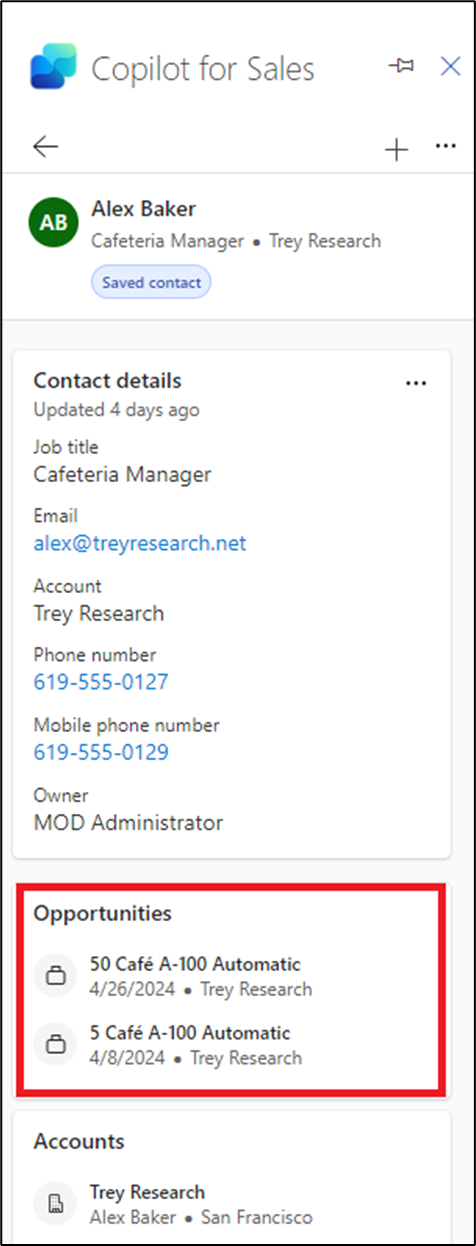 Copilot for Sales
AB
Alex Baker
Cafeteria Manager • Trey Research
Saved contact
Contact details
Updated 4 days ago
Job title
Cafeteria Manager
Email
alex@treyresearch.net
Account
Trey Research
Phone number
619-555-0127
Mobile phone number
619-555-0129
Owner
MOD Administrator
Opportunities
50 Café A-100 Automatic
4/26/2024 • Trey Research
5 Café A-100 Automatic
4/8/2024 • Trey Research
Accounts
Trey Research
Alex Baker • San Francisco